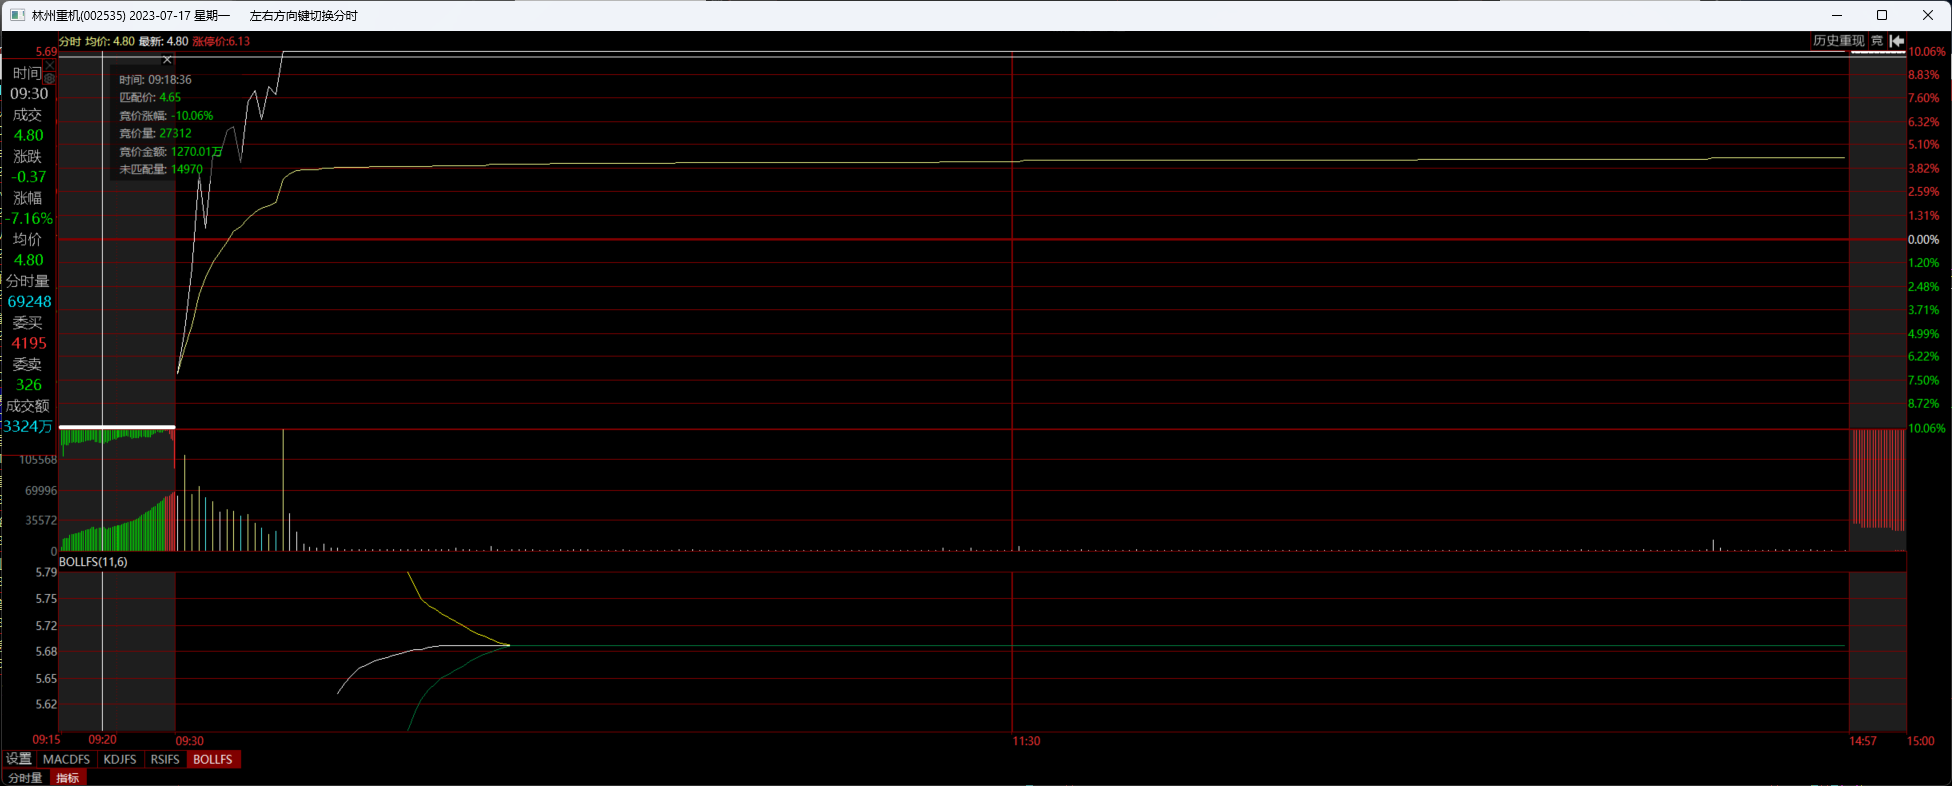 林州重机(002535) 2023-07-17 星期一 左右方向键切换分时
分时 均价: 4.80 最新: 4.80 涨停价:6.13
历史重现 竞
5.69
时间
09:30
成交
4.80
涨跌
-0.37
涨幅
-7.16%
均价
4.80
分时量
69248
委买
4195
委卖
326
成交额
3324万
105568
69996
35572
0
时间: 09:18:36
匹配价: 4.65
竞价涨幅: -10.06%
竞价量: 27312
竞价金额: 1270.01万
未匹配量: 14970
10.06%
8.83%
7.60%
6.32%
5.10%
3.82%
2.59%
1.31%
0.00%
1.20%
2.48%
3.71%
4.99%
6.22%
7.50%
8.72%
10.06%
BOLLFS(11,6)
5.79
5.75
5.72
5.68
5.65
5.62
09:15 09:20 09:30 11:30 14:57 15:00
设置 MACDFS KDJFS RSIFS BOLLFS
分时量 指标